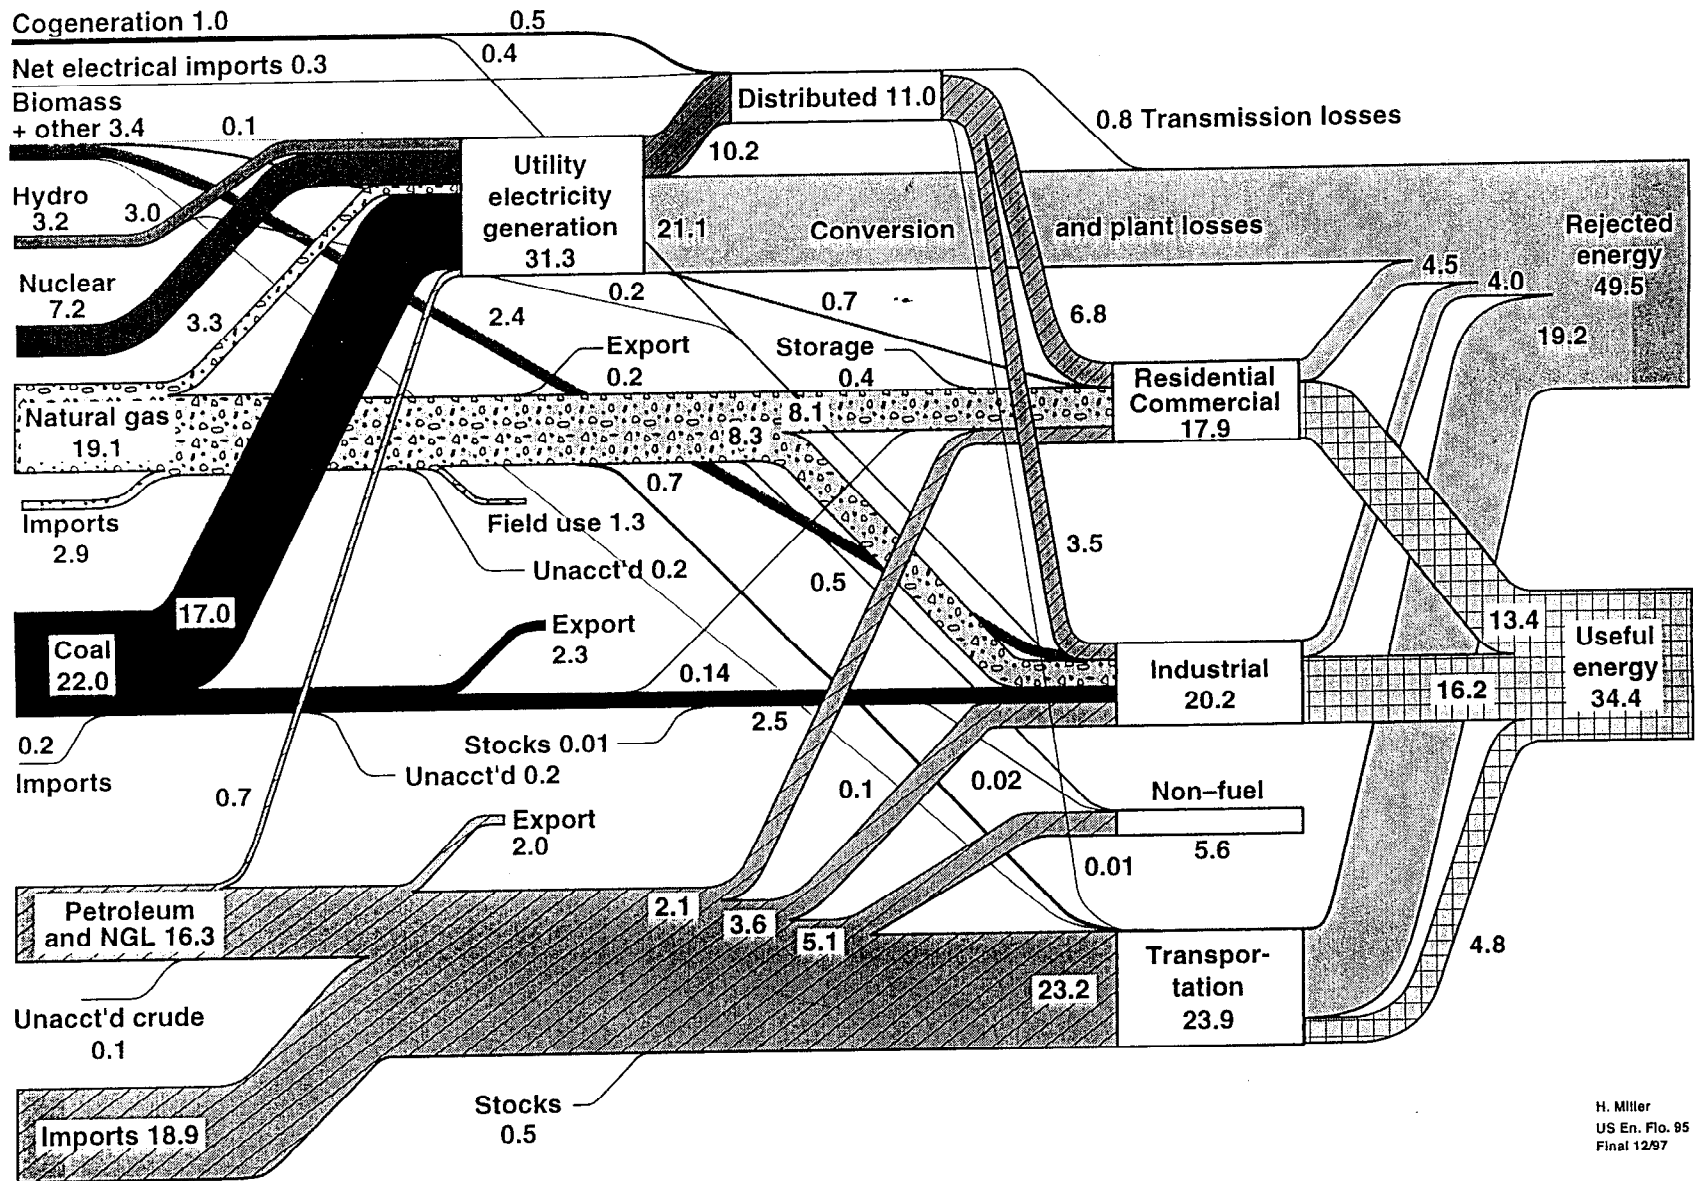 Cogeneration 1.0
0.5
0.4
Net electrical imports 0.3
Biomass
+ other 3.4
0.1
Distributed 11.0
0.8 Transmission losses
10.2
Utility
electricity
generation
31.3
Hydro
3.2
3.0
21.1
Conversion
and plant losses
Rejected
energy
49.5
Nuclear
7.2
3.3
2.4
0.2
0.7
6.8
4.5
4.0
19.2
Export
0.2
Storage
0.4
Natural gas
19.1
8.1
8.3
Residential
Commercial
17.9
0.7
Imports
2.9
Field use 1.3
Unacct'd 0.2
0.5
3.5
17.0
Coal
22.0
Export
2.3
0.14
Industrial
20.2
13.4
16.2
Useful
energy
34.4
0.2
Imports
Stocks 0.01
Unacct'd 0.2
2.5
0.7
0.1
0.02
Non–fuel
5.6
Export
2.0
0.01
Petroleum
and NGL 16.3
2.1
3.6
5.1
23.2
Transpor-
tation
23.9
4.8
Unacct'd crude
0.1
Stocks
0.5
Imports 18.9
H. Miller
US En. Flo. 95
Final 12/97